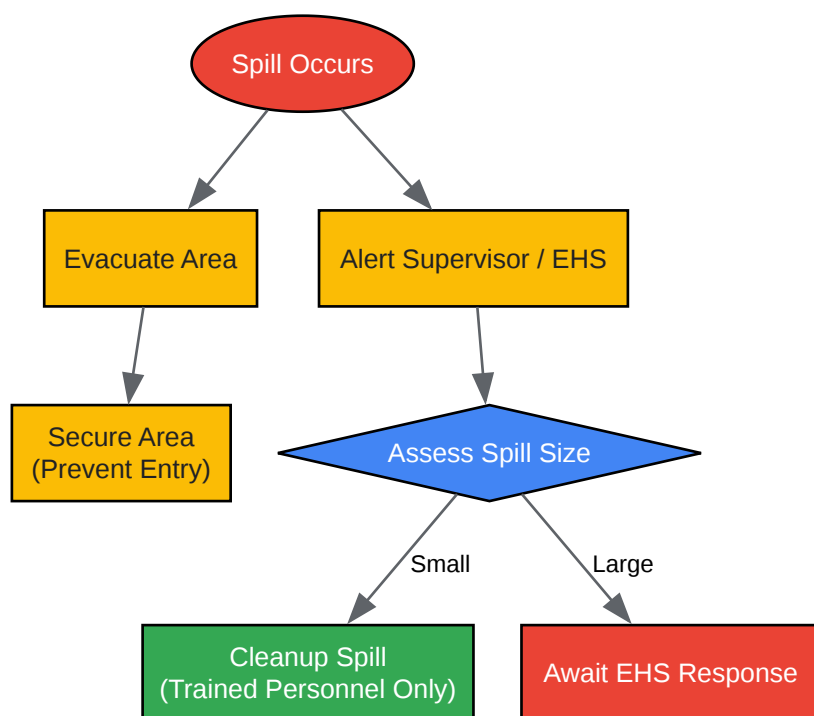 Spill Occurs
Evacuate Area
Alert Supervisor / EHS
Secure Area
(Prevent Entry)
Assess Spill Size
Small
Large
Cleanup Spill
(Trained Personnel Only)
Await EHS Response